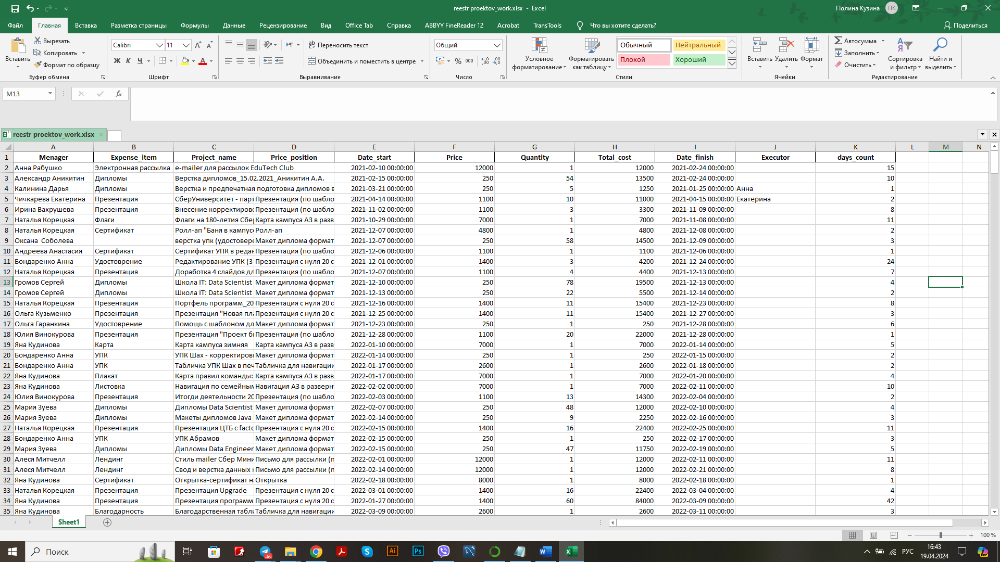 reestr proektov_work.xlsx - Excel
Полина Кузина ПК
Файл Главная Вставка Разметка страницы Формулы Данные Рецензирование Вид Office Tab Справка ABBYY FineReader 12 Acrobat TransTools Что вы хотите сделать? Поделиться
Вставить
Вырезать
Копировать
Формат по образцу
Буфер обмена
Calibri 11
Ж К Ч
Шрифт
Переносить текст
Объединить и поместить в центре
Выравнивание
Общий
% 000
Число
Условное форматирование
Форматировать как таблицу
Обычный Нейтральный
Плохой Хороший
Стили
Вставить Удалить Формат
Ячейки
Автосумма
Заполнить
Очистить
Сортировка и фильтр
Найти и выделить
Редактирование
M13 fx
reestr proektov_work.xlsx
A B C D E F G H I J K L M N
1 Menager Expense_item Project_name Price_position Date_start Price Quantity Total_cost Date_finish Executor days_count
2 Анна Рабушко Электронная рассылка e-mailer для рассылок EduTech Club 2021-02-10 00:00:00 12000 1 12000 2021-02-24 00:00:00 15
3 Александр Аникитин Дипломы Верстка дипломов_15.02.2021_Аникитин А.А. 2021-02-15 00:00:00 250 54 13500 2021-02-24 00:00:00 10
4 Калинина Дарья Дипломы Верстка и предпечатная подготовка дипломов в 2021-03-21 00:00:00 250 5 1250 2021-01-25 00:00:00 Анна 1
5 Чичкарева Екатерина Презентация СберУниверситет - парт Презентация (по шабло 2021-04-14 00:00:00 1100 10 11000 2021-04-15 00:00:00 Екатерина 2
6 Ирина Вахрушева Презентация Внесение корректирово Презентация (по шабло 2021-11-02 00:00:00 1100 3 3300 2021-11-09 00:00:00 8
7 Наталья Корецкая Флаги Флаги на 180-летия Сбер Карта кампуса А3 в разв 2021-10-29 00:00:00 7000 1 7000 2021-11-08 00:00:00 11
8 Наталья Корецкая Сертификат Ролл-ап "Баня в кампусе Ролл-ап 2021-12-07 00:00:00 4800 1 4800 2021-12-08 00:00:00 2
9 Оксана Соболева верстка упк (удостовере Макет диплома формат 2021-12-07 00:00:00 250 58 14500 2021-12-09 00:00:00 3
10 Андреева Анастасия Сертификат Сертификат УПК в редак Презентация (по шабло 2021-12-06 00:00:00 1100 1 1100 2021-12-06 00:00:00 1
11 Бондаренко Анна Удостоврение Редактирование УПК (3 Презентация с нуля 20 с 2021-12-01 00:00:00 1400 3 4200 2021-12-24 00:00:00 24
12 Наталья Корецкая Презентация Доработка 4 слайдов дл Презентация (по шабло 2021-12-07 00:00:00 1100 4 4400 2021-12-13 00:00:00 7
13 Громов Сергей Дипломы Школа IT: Data Scientist Макет диплома формат 2021-12-10 00:00:00 250 78 19500 2021-12-13 00:00:00 4
14 Громов Сергей Дипломы Школа IT: Data Scientist Макет диплома формат 2021-12-13 00:00:00 250 22 5500 2021-12-14 00:00:00 2
15 Наталья Корецкая Презентация Портфель программ_20 Презентация с нуля 20 с 2021-12-16 00:00:00 1400 11 15400 2021-12-23 00:00:00 8
16 Ольга Кузьменко Презентация Презентация "Новая пла Презентация с нуля 20 с 2021-12-25 00:00:00 1400 11 15400 2021-12-27 00:00:00 3
17 Ольга Гаранкина Удостоврение Помощь с шаблоном дл Макет диплома формат 2021-12-23 00:00:00 250 1 250 2021-12-28 00:00:00 6
18 Юлия Винокурова Презентация Презентация "Проект б Презентация (по шабло 2021-12-28 00:00:00 1100 20 22000 2021-12-28 00:00:00 1
19 Яна Кудинова Карта Карта кампуса зимняя Карта кампуса А3 в разв 2022-01-10 00:00:00 7000 1 7000 2022-01-14 00:00:00 5
20 Бондаренко Анна УПК УПК Шах - корректировк Макет диплома формат 2022-01-14 00:00:00 250 1 250 2022-01-15 00:00:00 2
21 Бондаренко Анна УПК Табличка УПК Шах в печ Табличка для навигации 2022-01-17 00:00:00 2600 1 2600 2022-01-18 00:00:00 2
22 Яна Кудинова Плакат Карта правил команды: Карта кампуса А3 в разв 2022-01-17 00:00:00 7000 1 7000 2022-01-20 00:00:00 4
23 Яна Кудинова Листовка Навигация по семейным Навигация А3 в разверн 2022-02-02 00:00:00 7000 1 7000 2022-02-11 00:00:00 10
24 Юлия Винокурова Презентация Итогди деятельности 20 Презентация (по шабло 2022-02-03 00:00:00 1100 13 14300 2022-02-04 00:00:00 2
25 Мария Зуева Дипломы Дипломы Data Scientist Макет диплома формат 2022-02-07 00:00:00 250 48 12000 2022-02-10 00:00:00 4
26 Мария Зуева Дипломы Макеты дипломов Java Макет диплома формат 2022-02-14 00:00:00 250 9 2250 2022-02-16 00:00:00 3
27 Наталья Корецкая Презентация Презентация ЦТБ с facto Презентация с нуля 20 с 2022-02-15 00:00:00 1400 16 22400 2022-02-25 00:00:00 11
28 Бондаренко Анна УПК УПК Абрамов Макет диплома формат 2022-02-15 00:00:00 250 1 250 2022-02-17 00:00:00 3
29 Мария Зуева Дипломы Дипломы Data Engineer Макет диплома формат 2022-02-15 00:00:00 250 47 11750 2022-02-19 00:00:00 5
30 Алеся Митчелл Лендинг Стиль mailer Сбер Мини Письмо для рассылки (п 2022-02-01 00:00:00 12000 1 12000 2022-02-11 00:00:00 11
31 Алеся Митчелл Лендинг Свод и верстка данных Письмо для рассылки (п 2022-02-14 00:00:00 12000 1 12000 2022-02-21 00:00:00 8
32 Яна Кудинова Сертификат Открытка-сертификат н Открытка 2022-02-18 00:00:00 8000 1 8000 2022-02-18 00:00:00 1
33 Наталья Корецкая Презентация Презентация Upgrade Презентация с нуля 20 с 2022-03-01 00:00:00 1400 16 22400 2022-03-04 00:00:00 4
34 Яна Кудинова Презентация Презентация программ Презентация с нуля 20 с 2022-01-27 00:00:00 1400 60 84000 2022-03-09 00:00:00 42
35 Яна Кудинова Благодарность Благодарственная табли Табличка для навигации 2022-03-09 00:00:00 2600 1 2600 2022-03-11 00:00:00 3
Sheet1
100 %
Поиск
.66 Ai Ps
РУС
16:43
19.04.2024
PRE